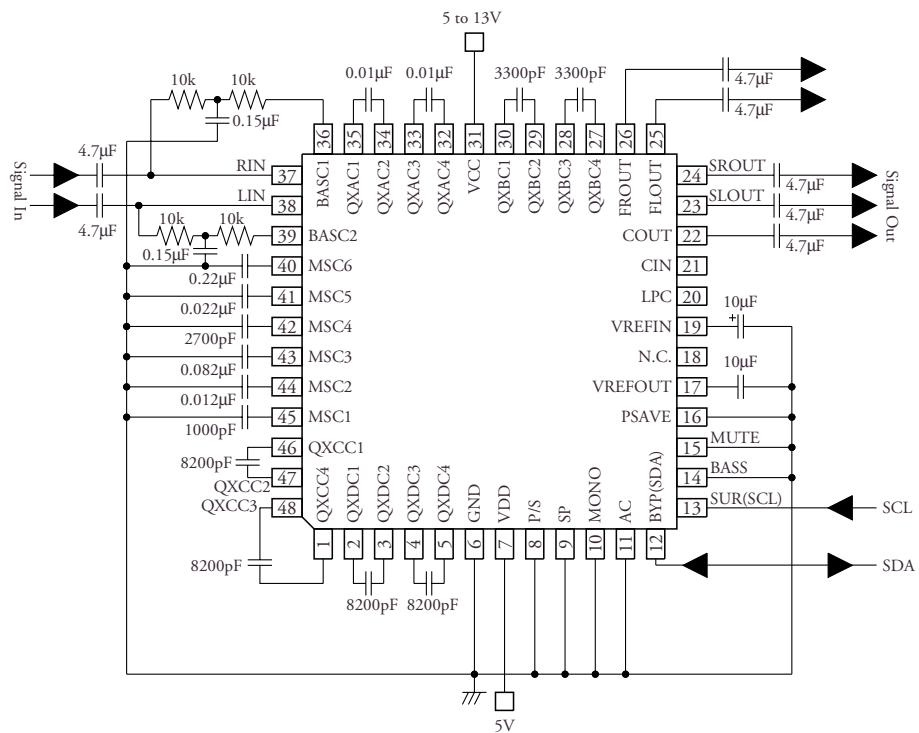 5 to 13V
10k 10k
0.01µF 0.01µF
3300pF 3300pF
4.7µF
4.7µF
0.15µF
36 35 34 33 32 31 30 29 28 27 26 25
BASC1 QXAC1 QXAC2 QXAC3 QXAC4 VCC QXBC1 QXBC2 QXBC3 QXBC4 FROUT FLOUT
Signal In
4.7µF
RIN 37
LIN 38
4.7µF
10k 10k
0.15µF
39 BASC2
40 MSC6
0.22µF
41 MSC5
0.022µF
42 MSC4
2700pF
43 MSC3
0.082µF
44 MSC2
0.012µF
45 MSC1
1000pF
46 QXCC1
8200pF
47
QXCC2
QXCC3
48
8200pF
24 SROUT
4.7µF
23 SLOUT
4.7µF
COUT 22
4.7µF
Signal Out
CIN 21
LPC 20
10µF
+
VREFIN 19
N.C. 18
10µF
VREFOUT 17
PSAVE 16
15 MUTE
14 BASS
13 SUR(SCL)
SCL
SDA
QXCC4 QXDC1 QXDC2 QXDC3 QXDC4 GND VDD P/S SP MONO AC BYP(SDA)
1 2 3 4 5 6 7 8 9 10 11 12
8200pF 8200pF
5V